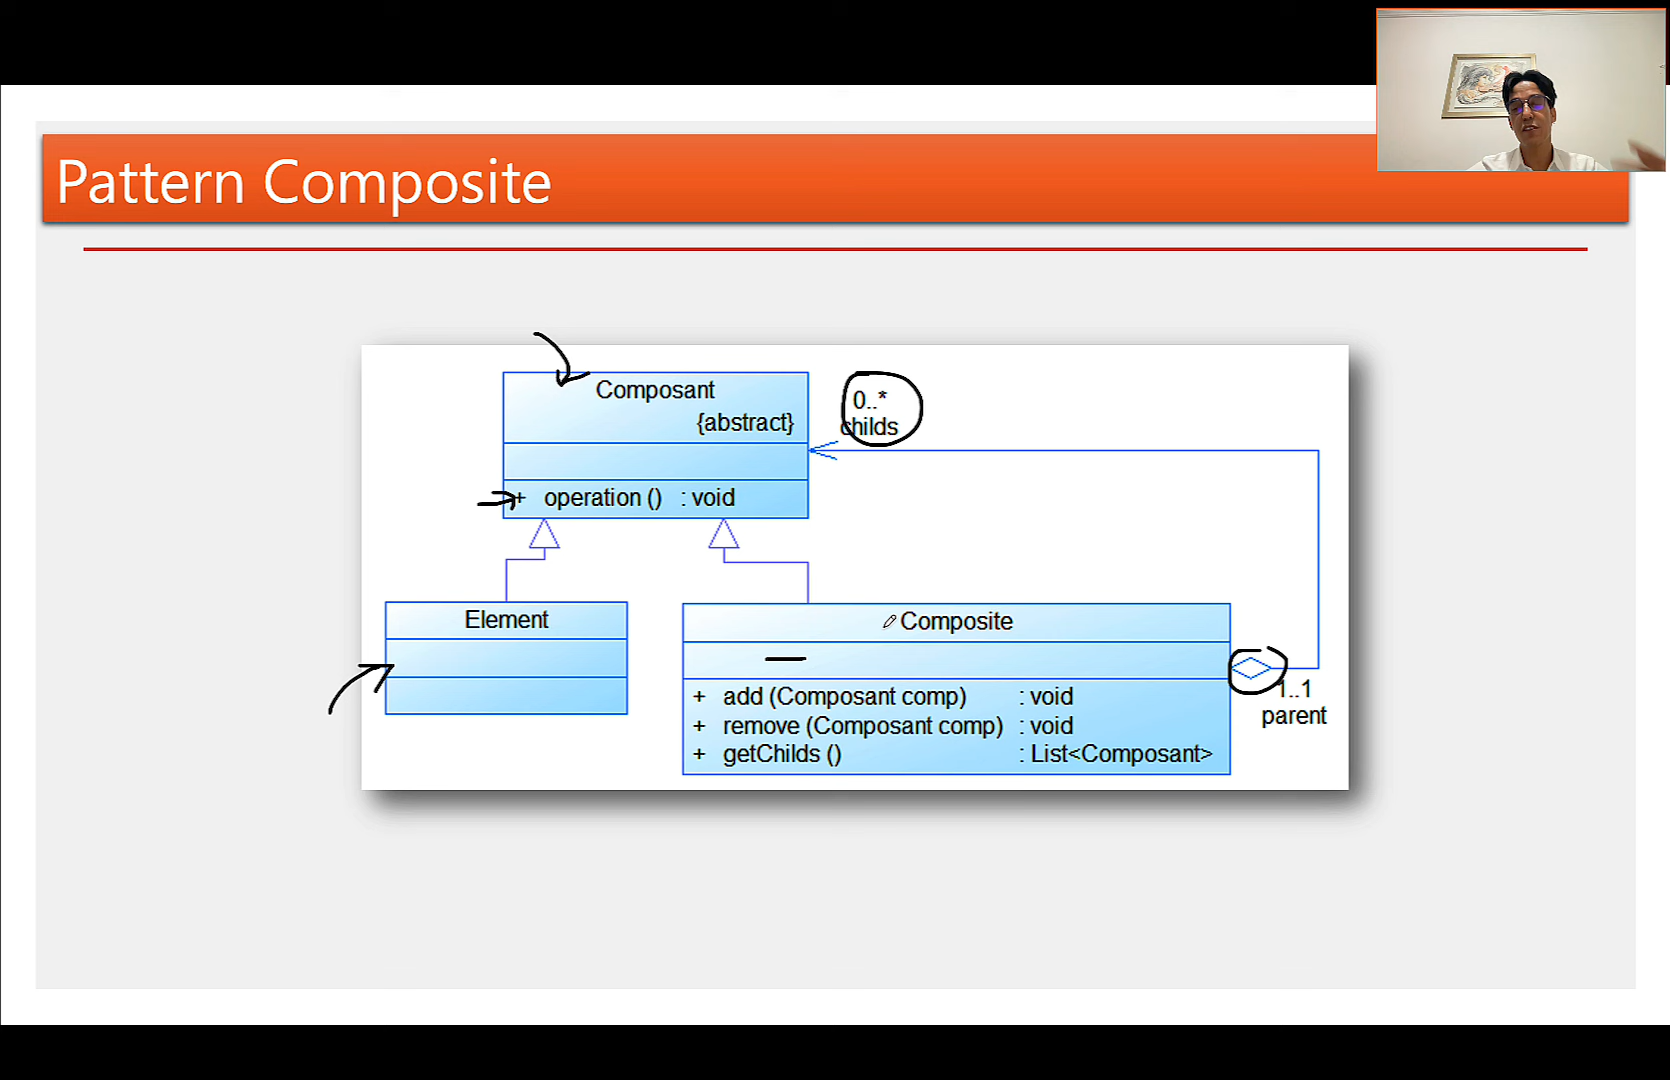 Pattern Composite
Composant
{abstract}
+ operation () : void
0..*
childs
Element
Composite
+ add (Composant comp) : void
+ remove (Composant comp) : void
+ getChilds () : List<Composant>
1..1
parent